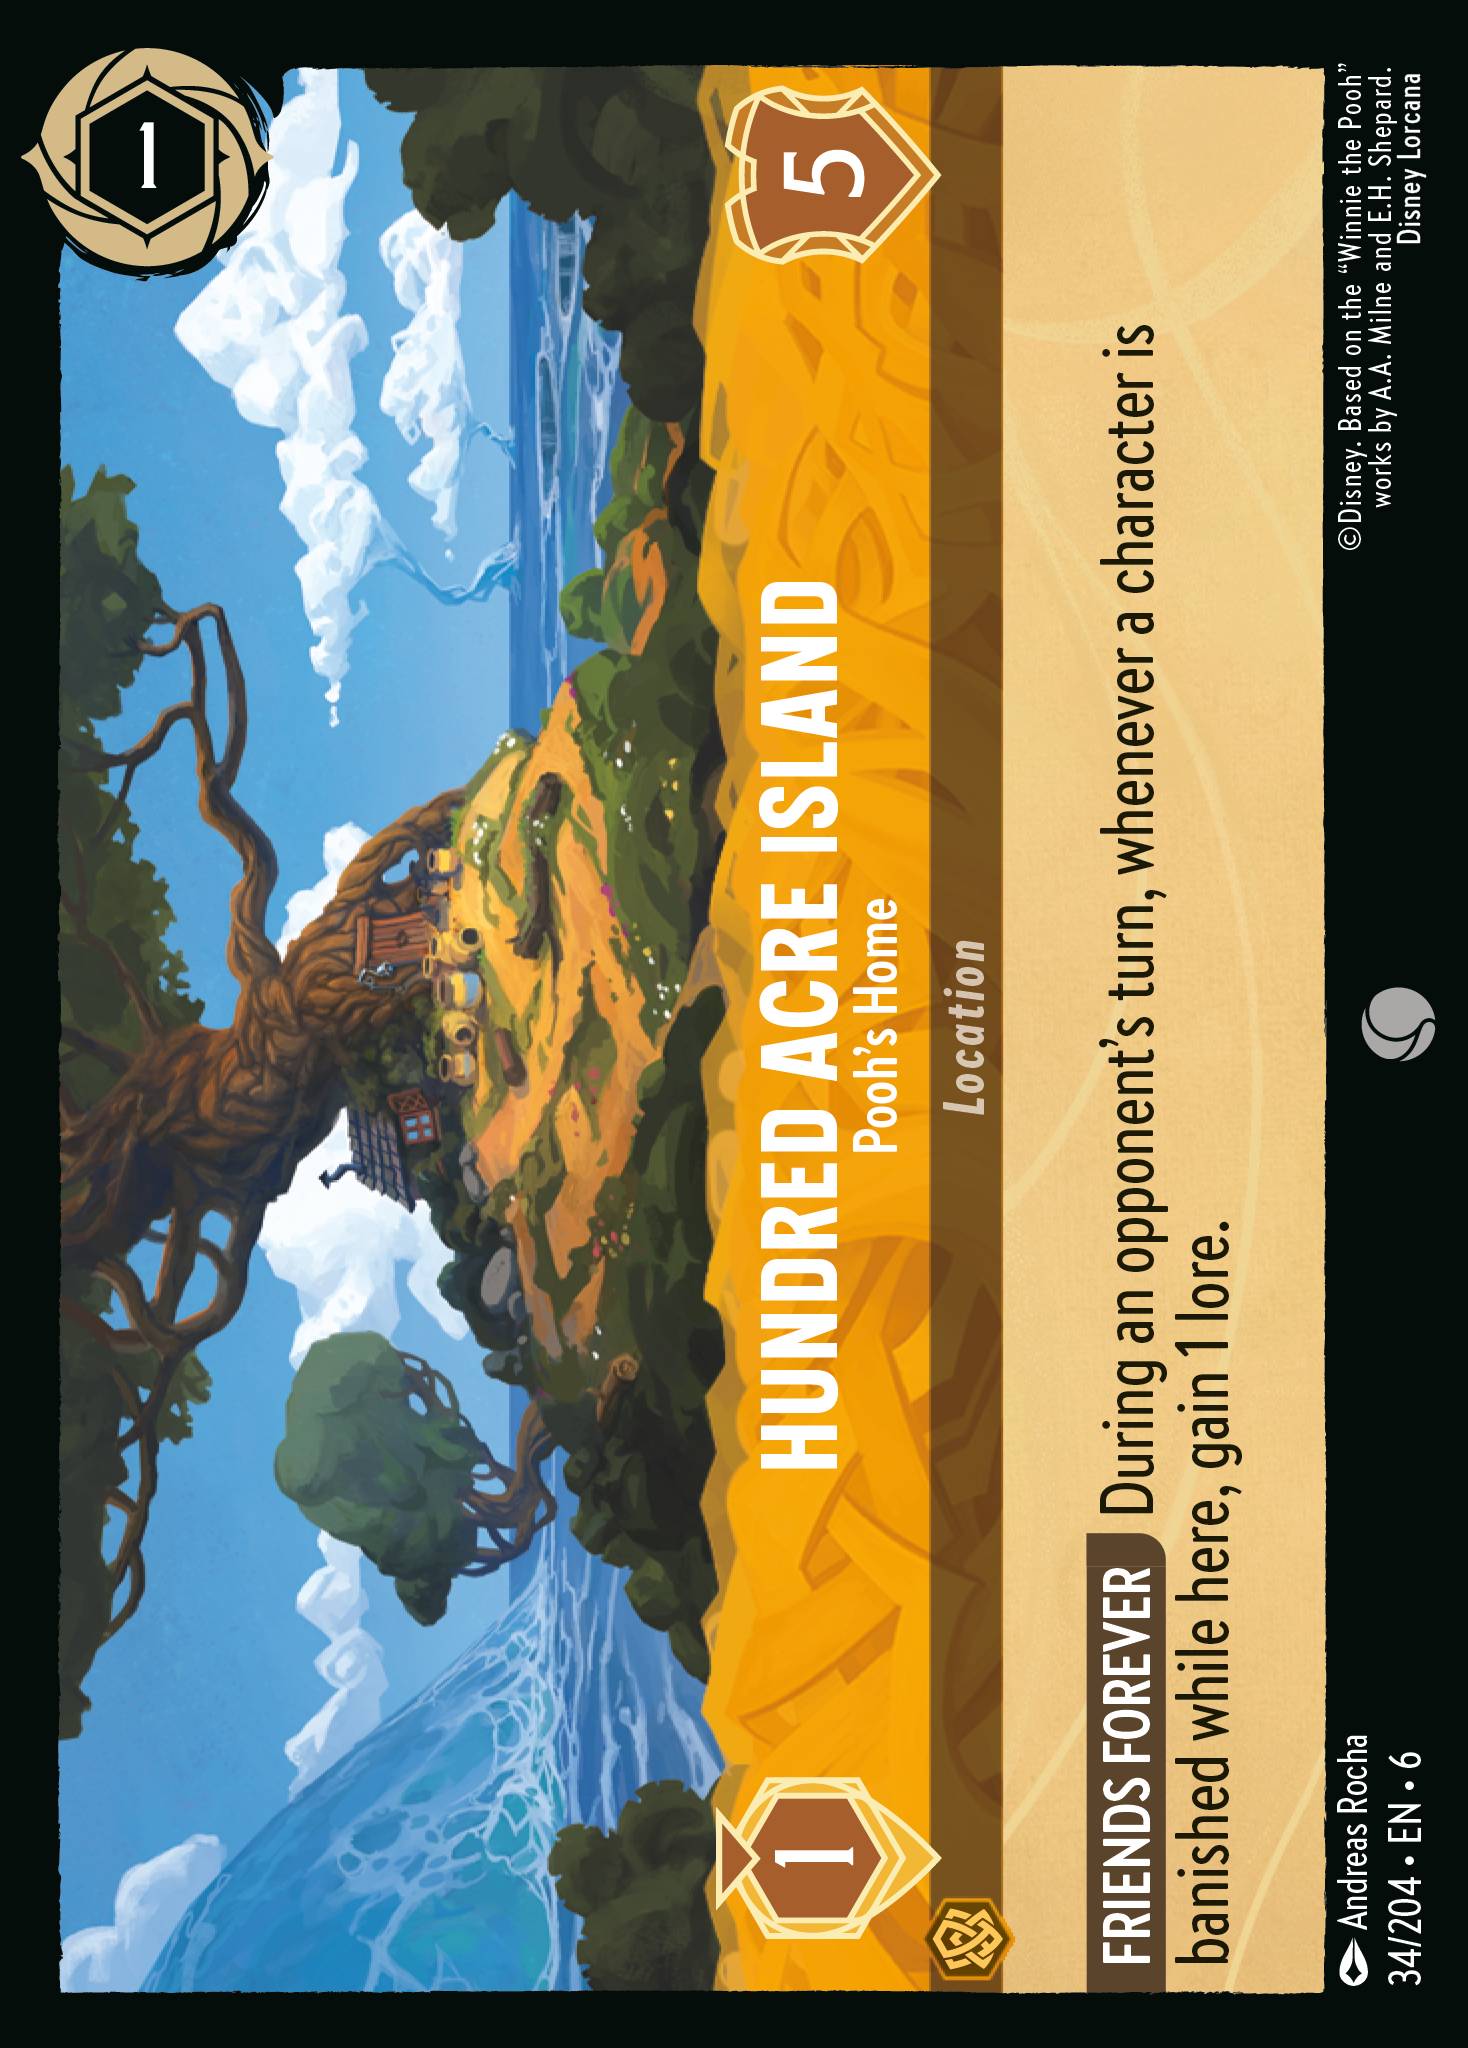 1
HUNDRED ACRE ISLAND
Pooh's Home
1
5
Location
FRIENDS FOREVER During an opponent's turn, whenever a character is
banished while here, gain 1 lore.
Andreas Rocha
34/204 • EN • 6
©Disney. Based on the “Winnie the Pooh”
works by A.A. Milne and E.H. Shepard.
Disney Lorcana